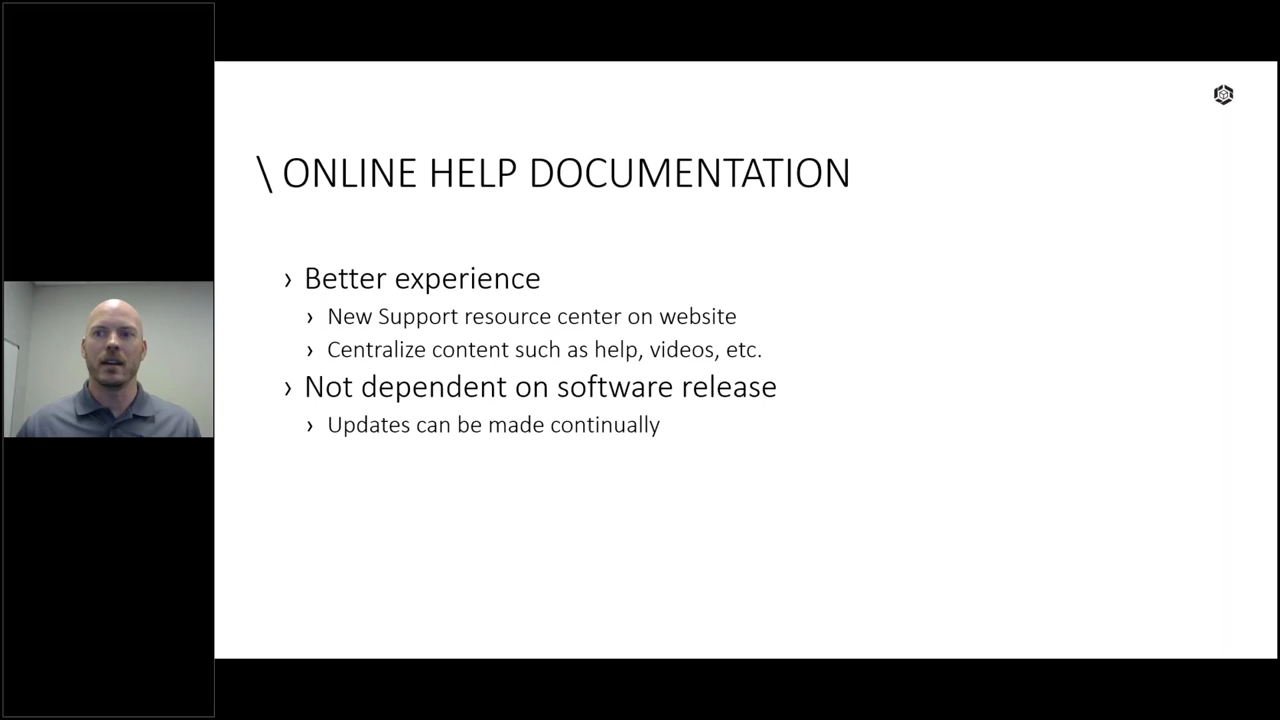 \ ONLINE HELP DOCUMENTATION
› Better experience
› New Support resource center on website
› Centralize content such as help, videos, etc.
› Not dependent on software release
› Updates can be made continually